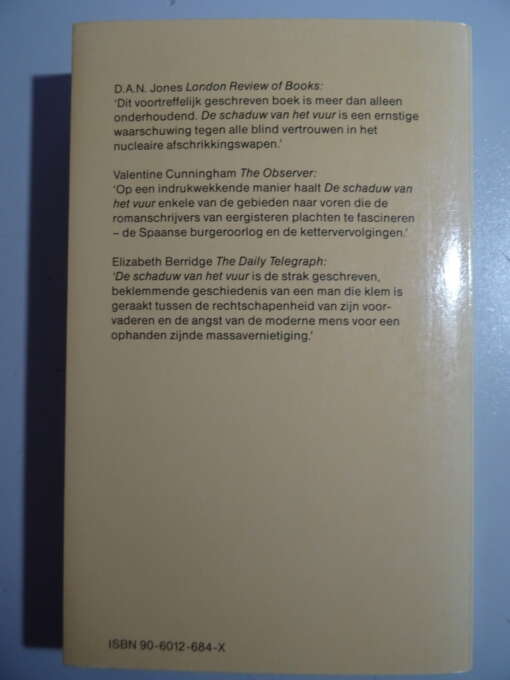 D.A.N. Jones London Review of Books:
‘Dit voortreffelijk geschreven boek is meer dan alleen
onderhoudend. De schaduw van het vuur is een ernstige
waarschuwing tegen alle blind vertrouwen in het
nucleaire afschrikkingswapen.’
Valentine Cunningham The Observer:
‘Op een indrukwekkende manier haalt De schaduw van
het vuur enkele van de gebieden naar voren die de
romanschrijvers van eergisteren plachten te fascineren
– de Spaanse burgeroorlog en de kettervervolgingen.’
Elizabeth Berridge The Daily Telegraph:
‘De schaduw van het vuur is de strak geschreven,
beklemmende geschiedenis van een man die klem is
geraakt tussen de rechtschapenheid van zijn voor-
vaderen en de angst van de moderne mens voor een
ophanden zijnde massavernietiging.’
ISBN 90-6012-684-X